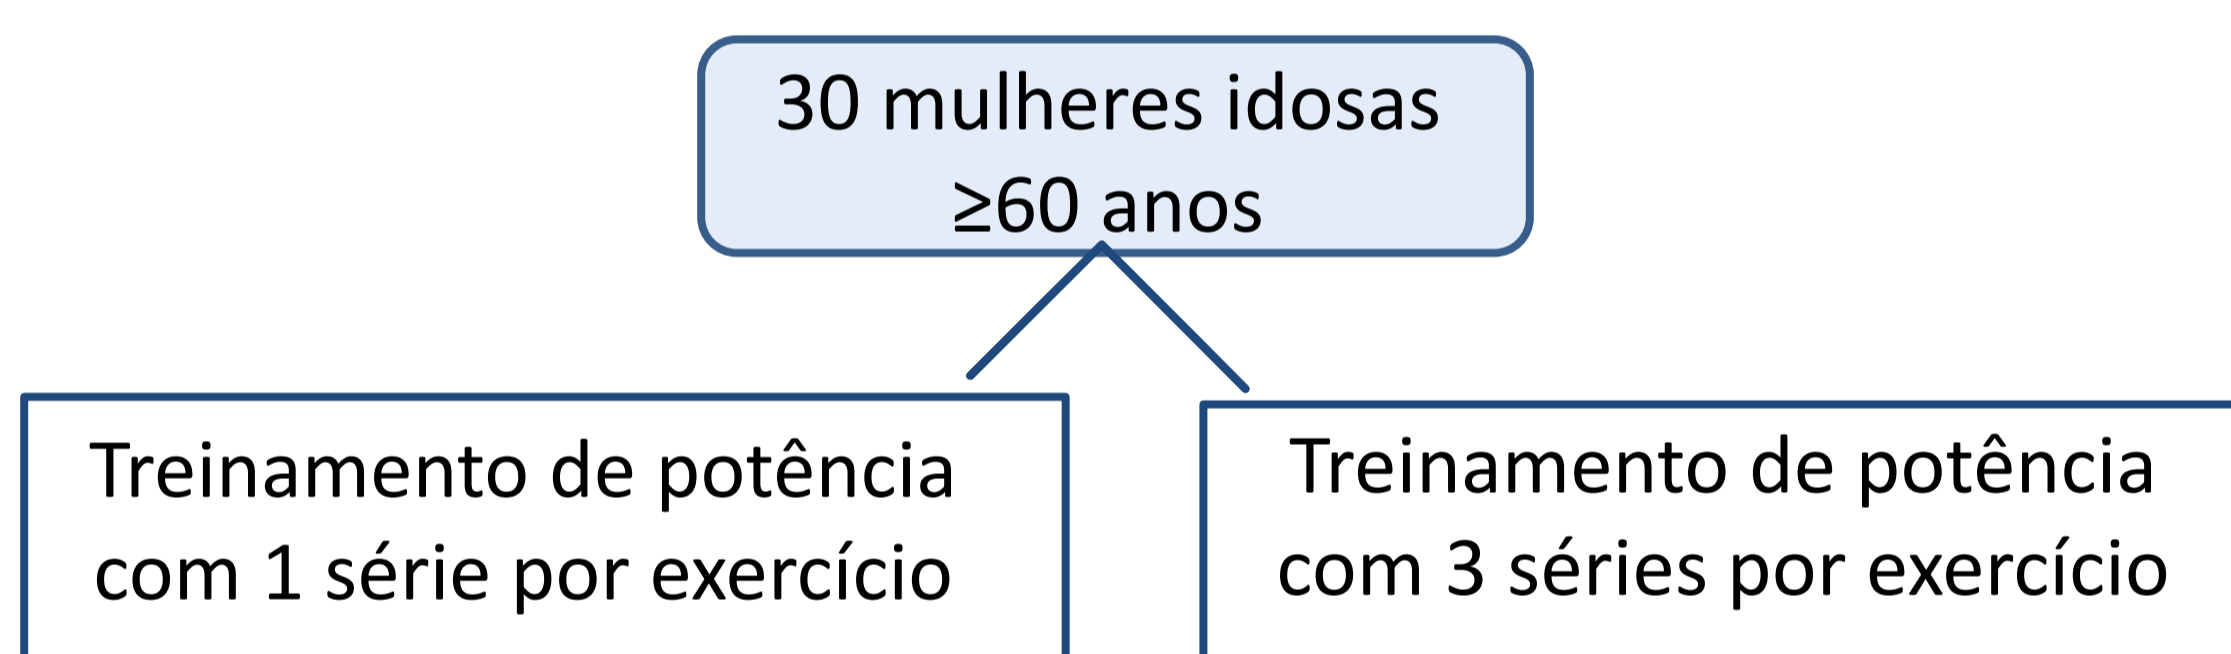 30 mulheres idosas
≥60 anos
Treinamento de potência
com 1 série por exercício
Treinamento de potência
com 3 séries por exercício